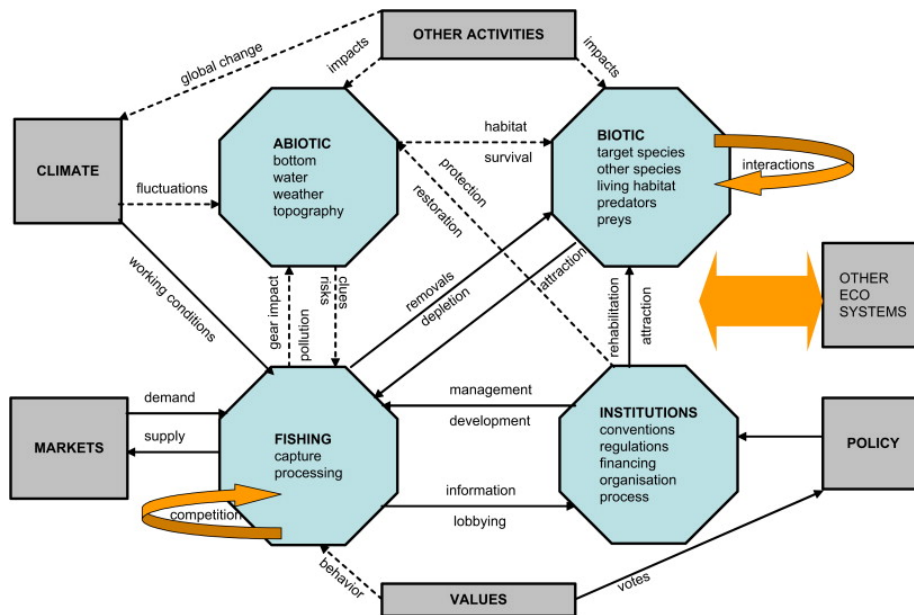 OTHER ACTIVITIES
global change
impacts
impacts
CLIMATE
fluctuations
ABIOTIC
bottom
water
weather
topography
habitat
survival
protection
restoration
BIOTIC
target species
other species
living habitat
predators
preys
interactions
working conditions
gear impact
pollution
clues
risks
removals
depletion
attraction
rehabilitation
attraction
OTHER
ECO
SYSTEMS
MARKETS
demand
supply
FISHING
capture
processing
competition
management
development
information
lobbying
INSTITUTIONS
conventions
regulations
financing
organisation
process
POLICY
behavior
VALUES
votes